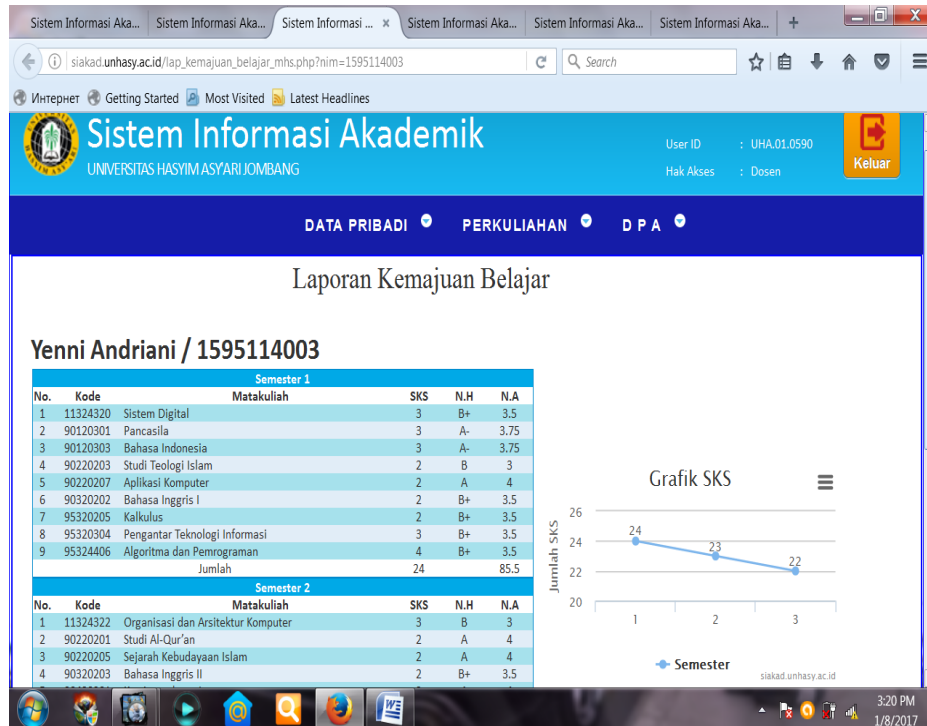 Sistem Informasi Aka... Sistem Informasi Aka... Sistem Informasi ... × Sistem Informasi Aka... Sistem Informasi Aka... Sistem Informasi Aka... +
siakad.unhasy.ac.id/lap_kemajuan_belajar_mhs.php?nim=1595114003 Search
Интернет Getting Started Most Visited Latest Headlines
Sistem Informasi Akademik
UNIVERSITAS HASYIM ASY'ARI JOMBANG
User ID : UHA.01.0590
Hak Akses : Dosen
Keluar
DATA PRIBADI PERKULIAHAN D P A
Laporan Kemajuan Belajar
Yenni Andriani / 1595114003
Semester 1
No. Kode Matakuliah SKS N.H N.A
1 11324320 Sistem Digital 3 B+ 3.5
2 90120301 Pancasila 3 A- 3.75
3 90120303 Bahasa Indonesia 3 A- 3.75
4 90220203 Studi Teologi Islam 2 B 3
5 90220207 Aplikasi Komputer 2 A 4
6 90320202 Bahasa Inggris I 2 B+ 3.5
7 95320205 Kalkulus 2 B+ 3.5
8 95320304 Pengantar Teknologi Informasi 3 B+ 3.5
9 95324406 Algoritma dan Pemrograman 4 B+ 3.5
Jumlah 24 85.5
Semester 2
No. Kode Matakuliah SKS N.H N.A
1 11324322 Organisasi dan Arsitektur Komputer 3 B 3
2 90220201 Studi Al-Qur'an 2 A 4
3 90220205 Sejarah Kebudayaan Islam 2 A 4
4 90320203 Bahasa Inggris II 2 B+ 3.5
Grafik SKS
Jumlah SKS
26
24
22
20
24
23
22
1 2 3
Semester
siakad.unhasy.ac.id
3:20 PM
1/8/2017